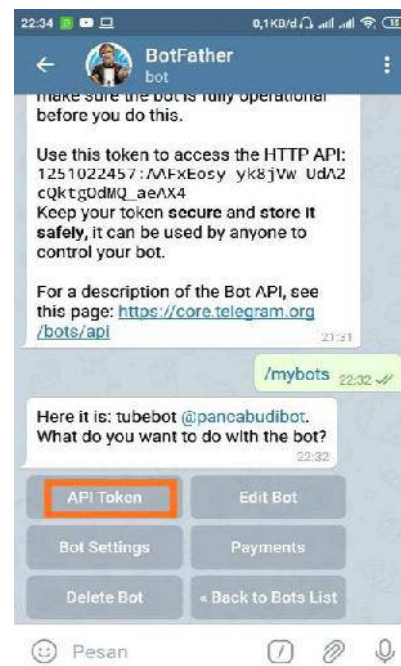 22:34
0,1KB/d
BotFather
bot
make sure the bot is fully operational
before you do this.
Use this token to access the HTTP API:
Keep your token secure and store it
safely, it can be used by anyone to
control your bot.
For a description of the Bot API, see
this page: https://core.telegram.org
/bots/api
21:31
/mybots 22:32
Here it is: tubebot @pancabudibot.
What do you want to do with the bot?
22:32
API Token
Edit Bot
Bot Settings
Payments
Delete Bot
« Back to Bots List
Pesan